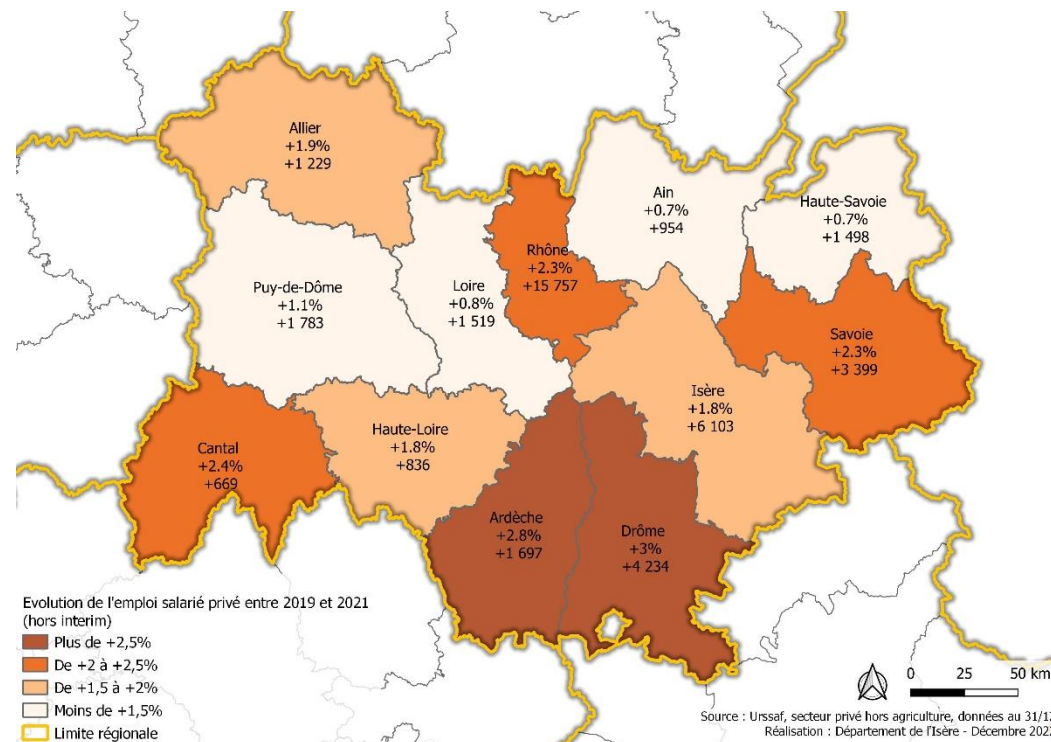 Allier
+1.9%
+1 229
Ain
+0.7%
+954
Haute-Savoie
+0.7%
+1 498
Rhône
+2.3%
+15 757
Puy-de-Dôme
+1.1%
+1 783
Loire
+0.8%
+1 519
Savoie
+2.3%
+3 399
Isère
+1.8%
+6 103
Cantal
+2.4%
+669
Haute-Loire
+1.8%
+836
Ardèche
+2.8%
+1 697
Drôme
+3%
+4 234
Evolution de l'emploi salarié privé entre 2019 et 2021
(hors interim)
Plus de +2,5%
De +2 à +2,5%
De +1,5 à +2%
Moins de +1,5%
Limite régionale
0 25 50 km
Source : Urssaf, secteur privé hors agriculture, données au 31/12
Réalisation : Département de l'Isère - Décembre